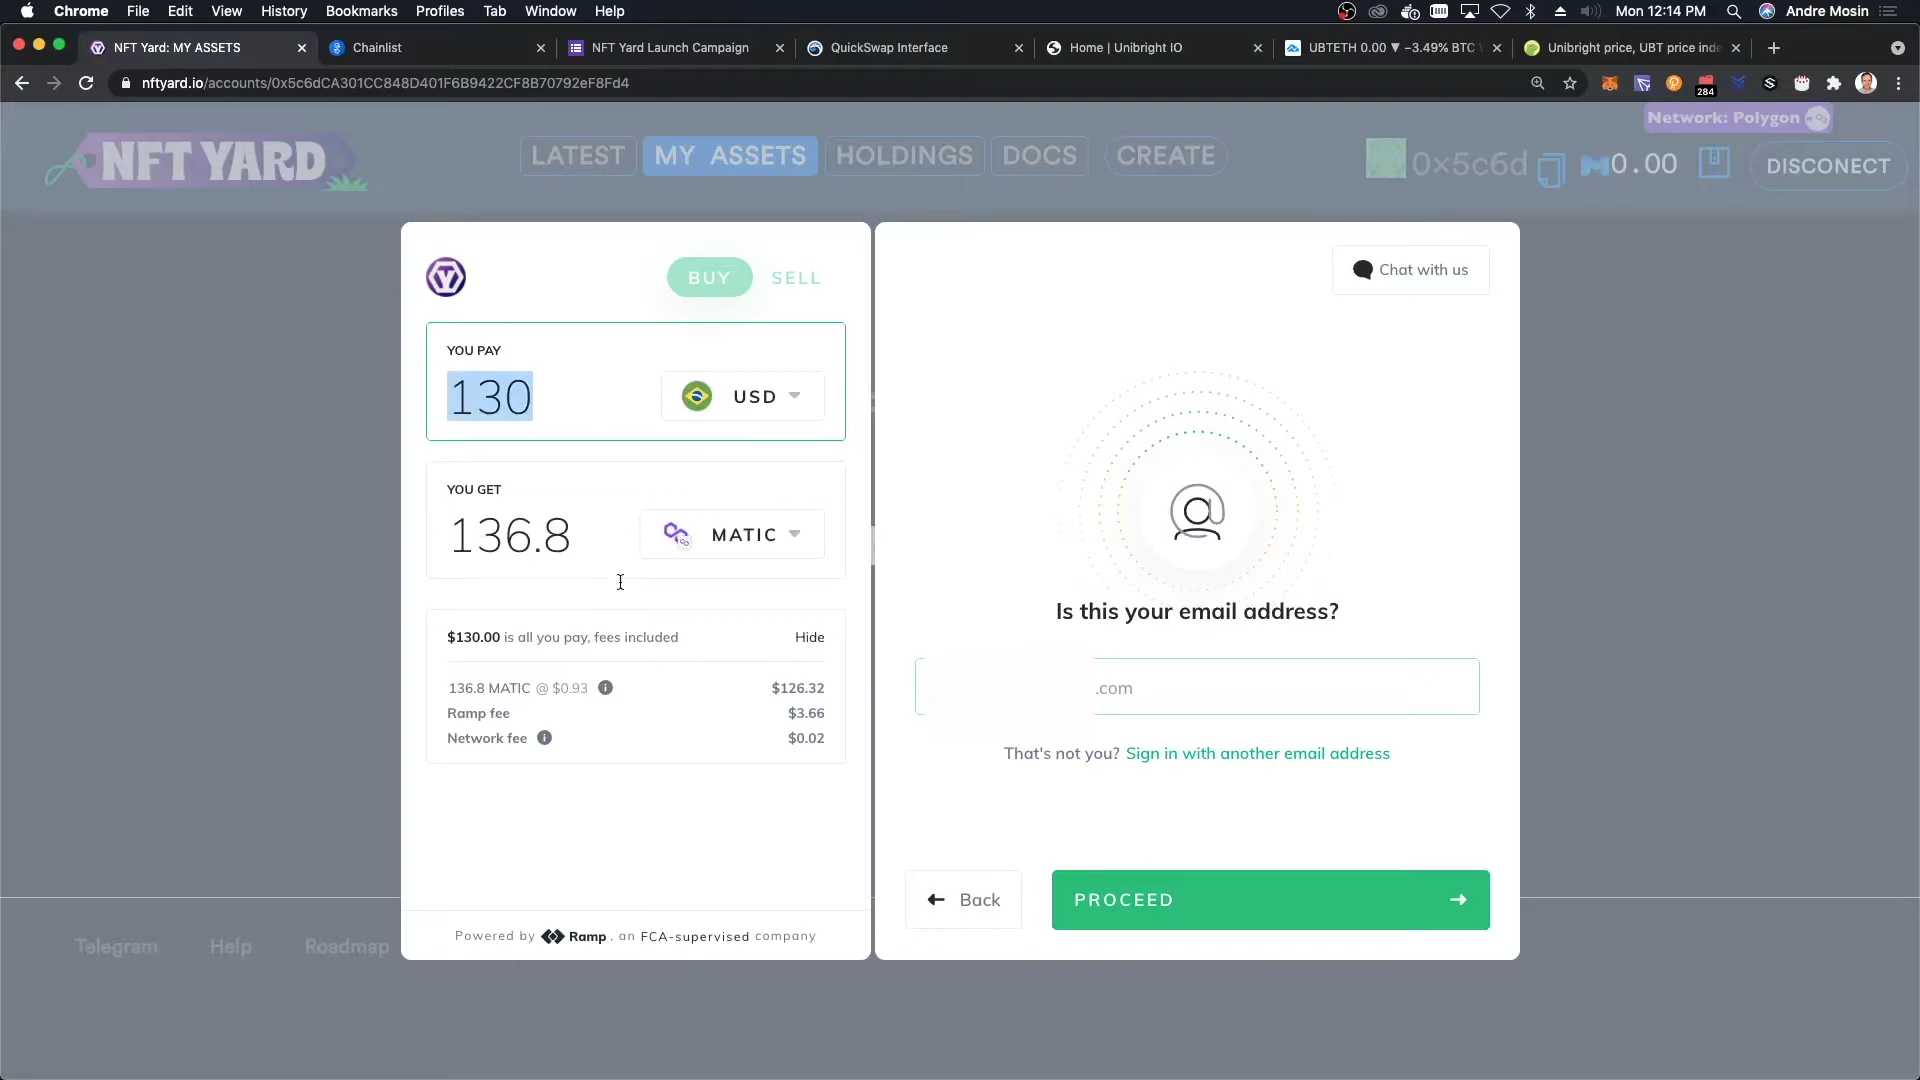 Chrome File Edit View History Bookmarks Profiles Tab Window Help Mon 12:14 PM Andre Mosin
NFT Yard: MY ASSETS Chainlist NFT Yard Launch Campaign QuickSwap Interface Home | Unibright IO UBTETH 0.00 ▼ −3.49% BTC Unibright price, UBT price inde
nftyard.io/accounts/0x5c6dCA301CC848D401F6B9422CF8B70792eF8Fd4 284
Network: Polygon
NFT YARD LATEST MY ASSETS HOLDINGS DOCS CREATE 0x5c6d 0.00 DISCONECT
BUY SELL
Chat with us
YOU PAY
130 USD
YOU GET
136.8 MATIC
$130.00 is all you pay, fees included Hide
136.8 MATIC @ $0.93 $126.32
Ramp fee $3.66
Network fee $0.02
Powered by Ramp, an FCA-supervised company
Is this your email address?
.com
That's not you? Sign in with another email address
Back PROCEED
Telegram Help Roadmap